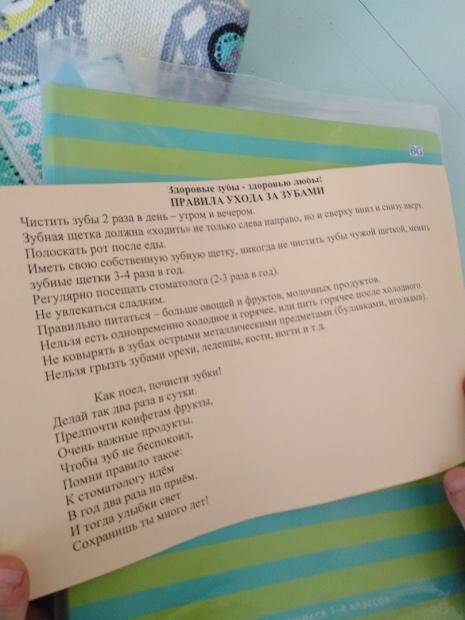 BG
Здоровые зубы - здоровью любы!
ПРАВИЛА УХОДА ЗА ЗУБАМИ
Чистить зубы 2 раза в день – утром и вечером.
Зубная щетка должна «ходить» не только слева направо, но и сверху вниз и снизу вверх.
Полоскать рот после еды.
Иметь свою собственную зубную щетку, никогда не чистить зубы чужой щеткой, менять
зубные щетки 3-4 раза в год.
Регулярно посещать стоматолога (2-3 раза в год).
Не увлекаться сладким.
Правильно питаться – больше овощей и фруктов, молочных продуктов.
Нельзя есть одновременно холодное и горячее, или пить горячее после холодного.
Не ковырять в зубах острыми металлическими предметами (булавками, иголками).
Нельзя грызть зубами орехи, леденцы, кости, ногти и т.д.
Как поел, почисти зубки!
Делай так два раза в сутки.
Предпочти конфетам фрукты,
Очень важные продукты.
Чтобы зуб не беспокоил,
Помни правило такое:
К стоматологу идём
В год два раза на приём.
И тогда улыбки свет
Сохранишь ты много лет!
1-4 классов